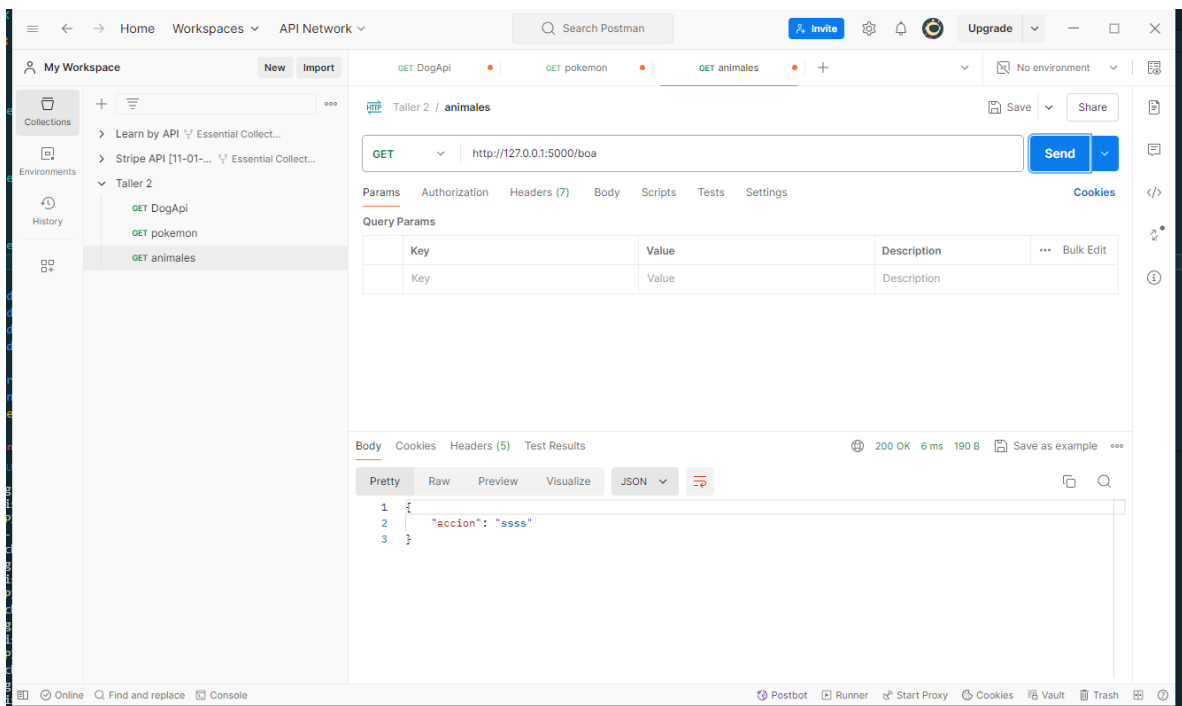 Home Workspaces API Network Search Postman Invite Upgrade
My Workspace New Import GET DogApi GET pokemon GET animales No environment
Collections
Environments
History
Learn by API Essential Collect...
Stripe API [11-01-... Essential Collect...
Taller 2
GET DogApi
GET pokemon
GET animales
HTTP Taller 2 / animales Save Share
GET http://127.0.0.1:5000/boa Send
Params Authorization Headers (7) Body Scripts Tests Settings Cookies
Query Params
Key Value Description Bulk Edit
Key Value Description
Body Cookies Headers (5) Test Results 200 OK 6 ms 190 B Save as example
Pretty Raw Preview Visualize JSON
1 {
2 "accion": "ssss"
3 }
Online Find and replace Console Postbot Runner Start Proxy Cookies Vault Trash